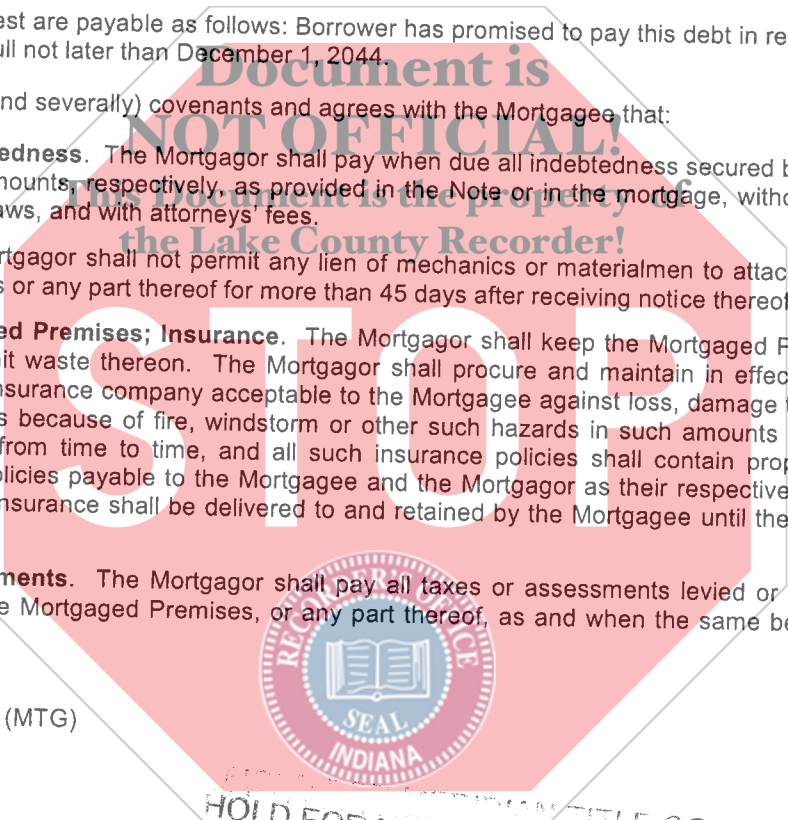 est are payable as follows: Borrower has promised to pay this debt in re
ull not later than December 1, 2044.
Document is
nd severally) covenants and agrees with the Mortgagee that:
NOT OFFICIAL!
edness. The Mortgagor shall pay when due all indebtedness secured b
mounts, respectively, as provided in the Note or in the mortgage, witho
This Document is the property of
aws, and with attorneys' fees.
the Lake County Recorder!
rtgagor shall not permit any lien of mechanics or materialmen to attac
s or any part thereof for more than 45 days after receiving notice thereof
STOP
ed Premises; Insurance. The Mortgagor shall keep the Mortgaged P
it waste thereon. The Mortgagor shall procure and maintain in effec
nsurance company acceptable to the Mortgagee against loss, damage t
s because of fire, windstorm or other such hazards in such amounts
from time to time, and all such insurance policies shall contain prop
olicies payable to the Mortgagee and the Mortgagor as their respective
nsurance shall be delivered to and retained by the Mortgagee until the
ments. The Mortgagor shall pay all taxes or assessments levied or
e Mortgaged Premises, or any part thereof, as and when the same be
RECORDER'S OFFICE
SEAL
INDIANA
(MTG)
HOLD FOR